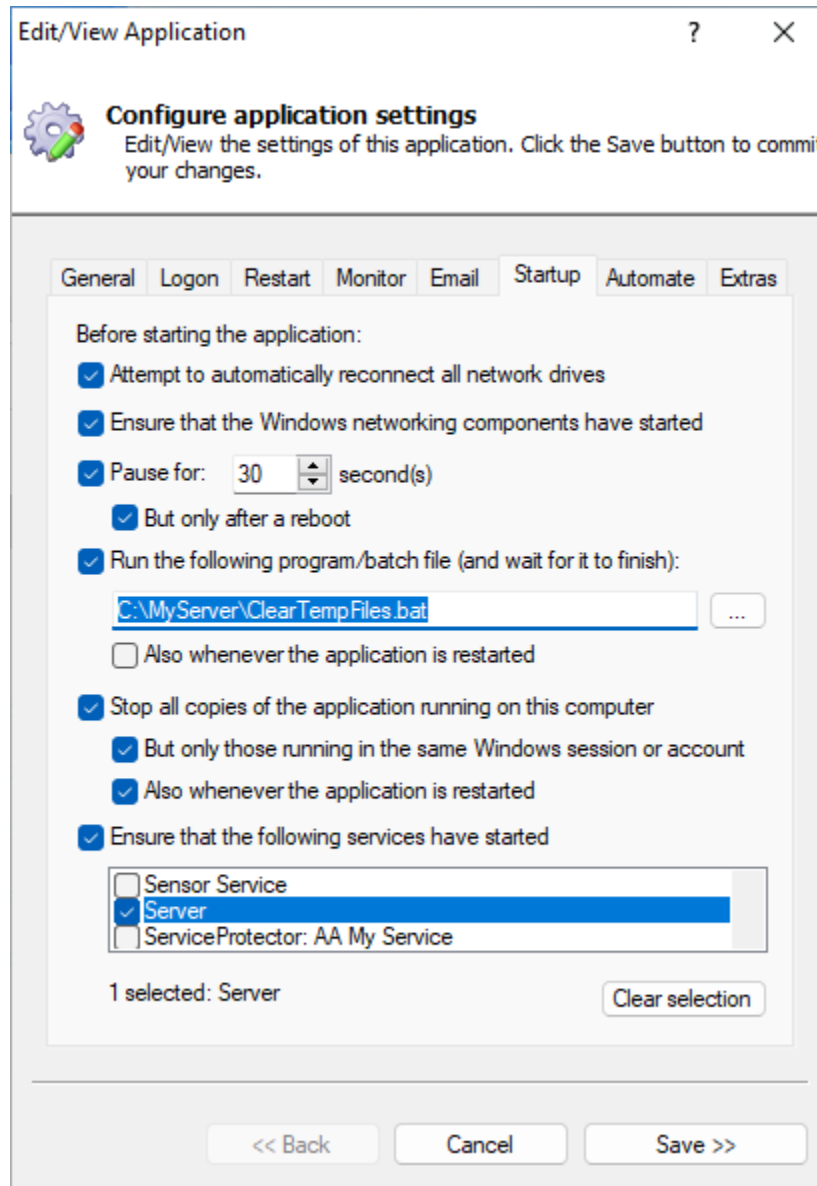 Edit/View Application
?
Configure application settings
Edit/View the settings of this application. Click the Save button to commi
your changes.
General Logon Restart Monitor Email Startup Automate Extras
Before starting the application:
Attempt to automatically reconnect all network drives
Ensure that the Windows networking components have started
Pause for: 30 second(s)
But only after a reboot
Run the following program/batch file (and wait for it to finish):
C:\MyServer\ClearTempFiles.bat ...
Also whenever the application is restarted
Stop all copies of the application running on this computer
But only those running in the same Windows session or account
Also whenever the application is restarted
Ensure that the following services have started
Sensor Service
Server
ServiceProtector: AA My Service
1 selected: Server Clear selection
<< Back Cancel Save >>